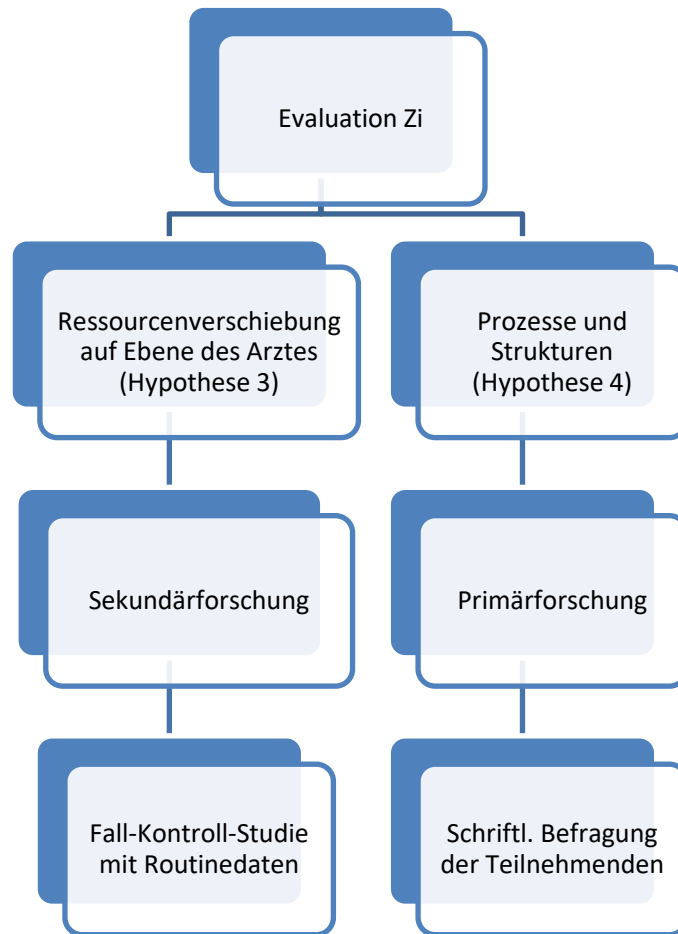 Evaluation Zi
Ressourcenverschiebung
auf Ebene des Arztes
(Hypothese 3)
Prozesse und
Strukturen
(Hypothese 4)
Sekundärforschung
Primärforschung
Fall-Kontroll-Studie
mit Routinedaten
Schriftl. Befragung
der Teilnehmenden